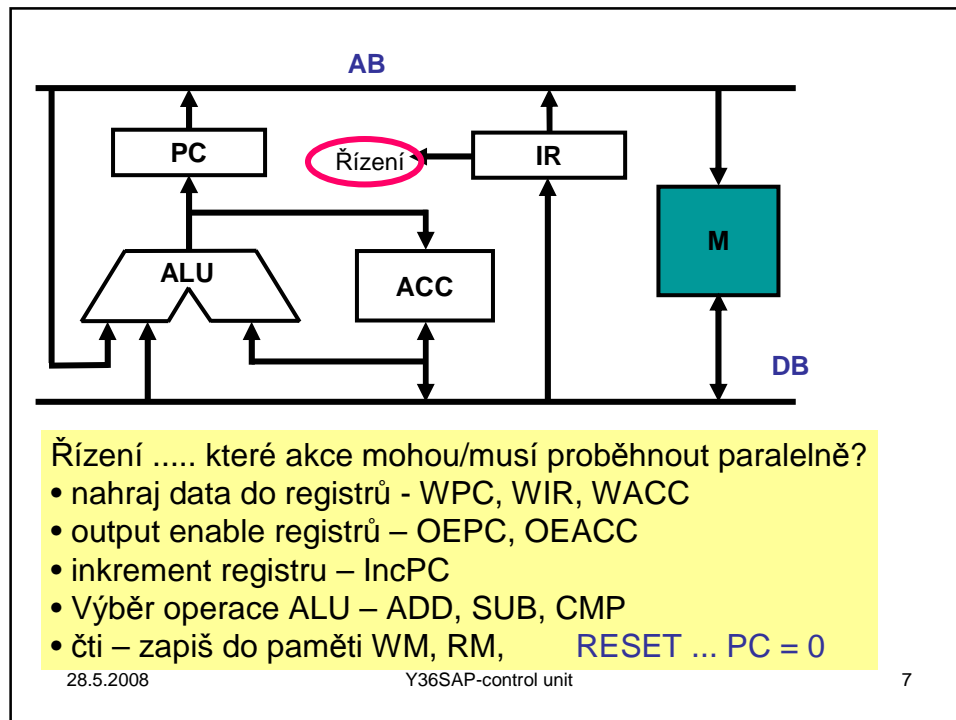 AB
PC
Řízení
IR
M
ALU
ACC
DB
Řízení ..... které akce mohou/musí proběhnout paralelně?
• nahraj data do registrů - WPC, WIR, WACC
• output enable registrů – OEPC, OEACC
• inkrement registru – IncPC
• Výběr operace ALU – ADD, SUB, CMP
• čti – zapiš do paměti WM, RM, RESET ... PC = 0
28.5.2008 Y36SAP-control unit 7